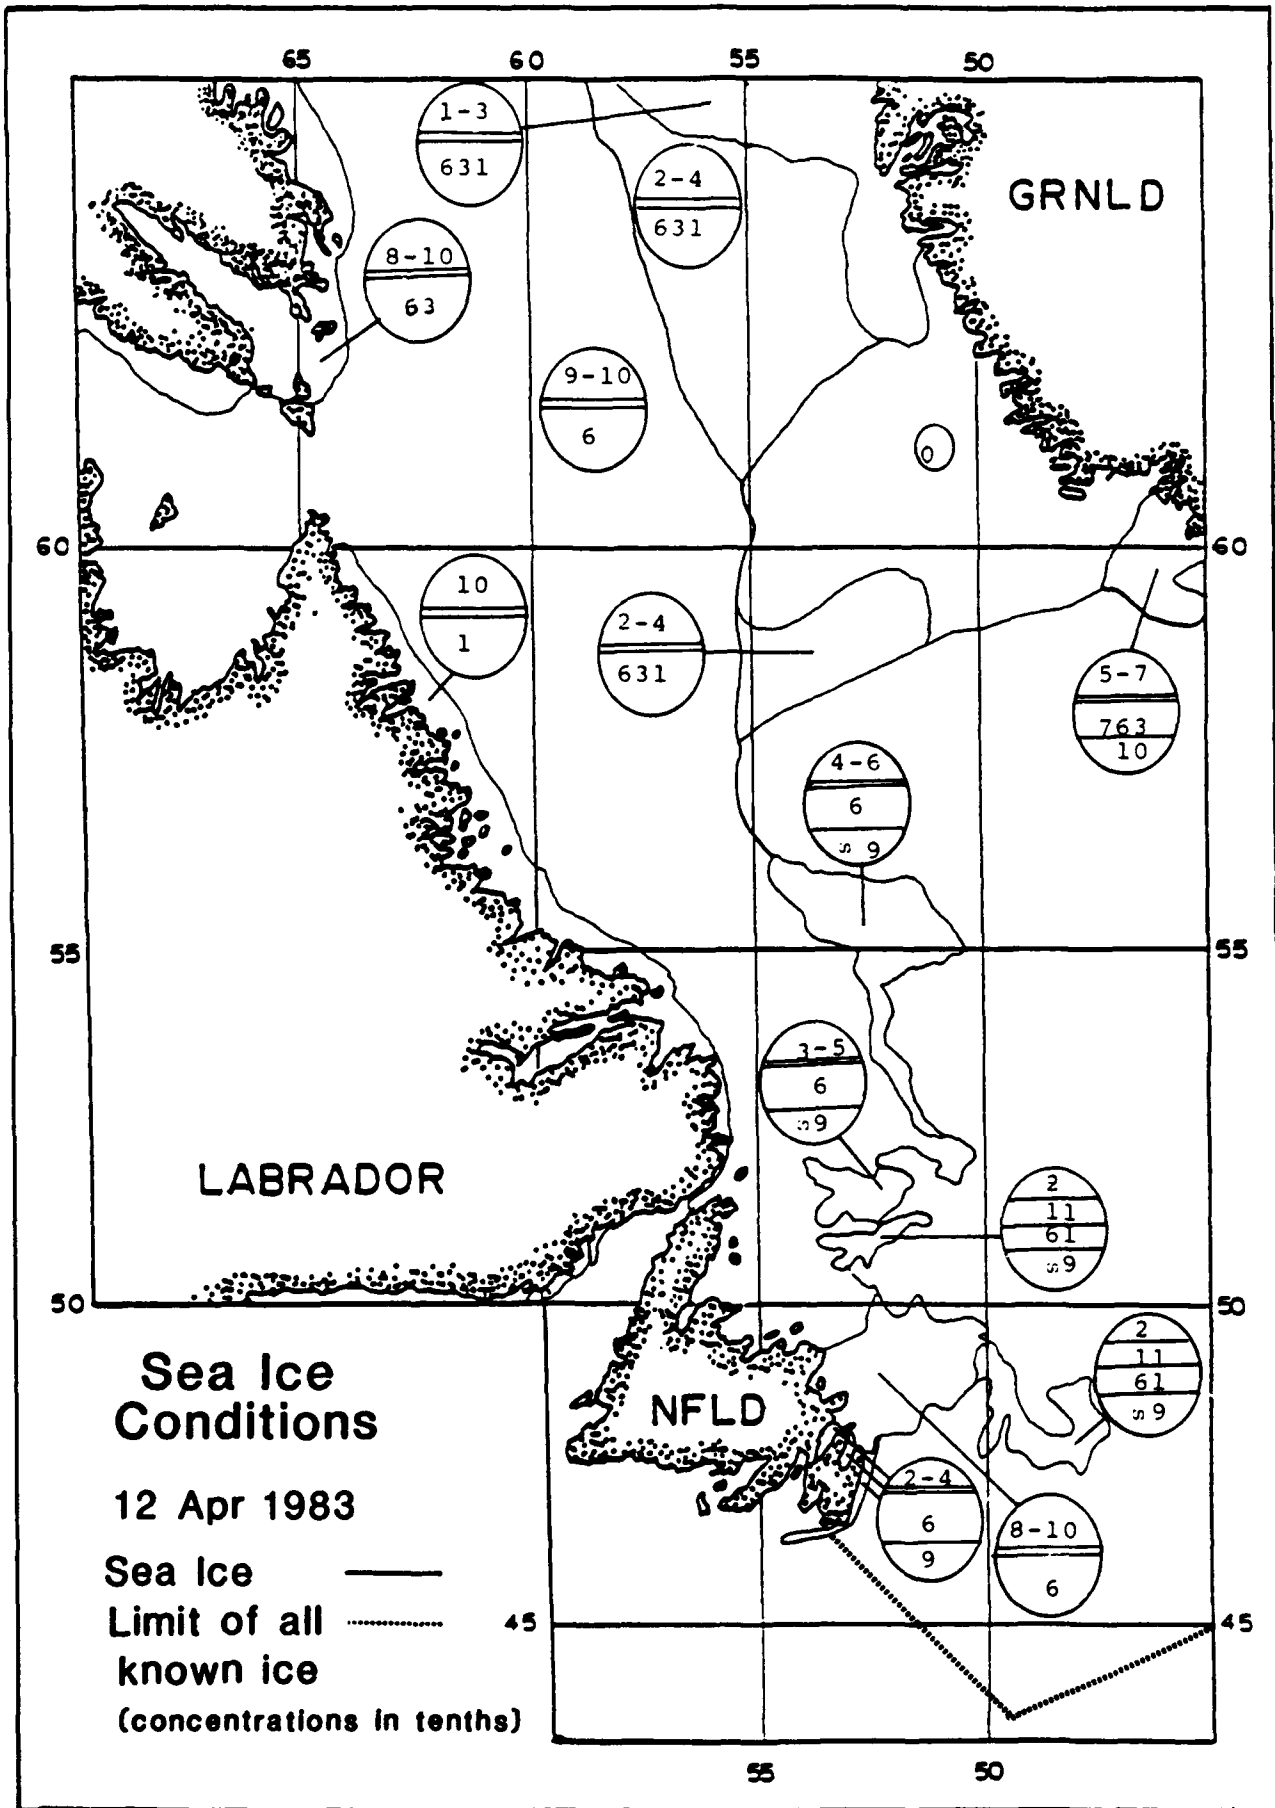 65 60 55 50
1-3
631
2-4
631
GRNLD
8-10
63
9-10
6
0
60 60
10
1
2-4
631
5-7
763
10
4-6
6
s 9
55 55
3-5
6
s9
LABRADOR
2
11
61
s9
50 50
2
11
61
s 9
Sea Ice
Conditions
NFLD
12 Apr 1983
2-4
6
9
8-10
6
Sea Ice
Limit of all
known ice
(concentrations in tenths)
45 45
55 50